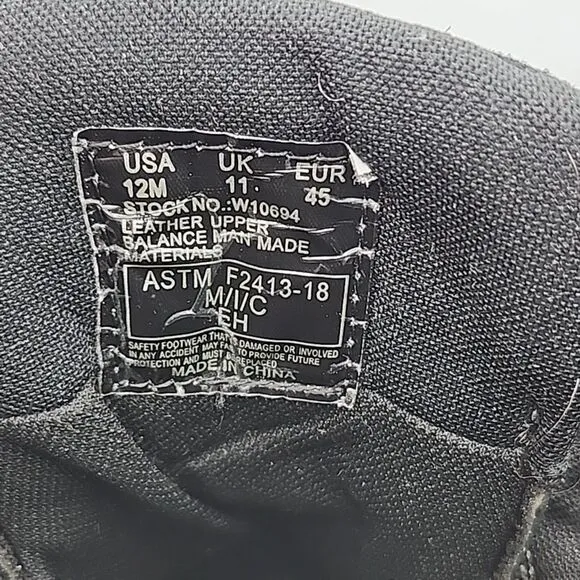 USA UK EUR
12M 11 45
STOCK NO.:W10694
LEATHER UPPER
BALANCE MAN MADE
MATERIALS
ASTM F2413-18
M/I/C
EH
SAFETY FOOTWEAR THAT IS DAMAGED OR INVOLVED
IN ANY ACCIDENT MAY FAIL TO PROVIDE FUTURE
PROTECTION AND MUST BE REPLACED
MADE IN CHINA